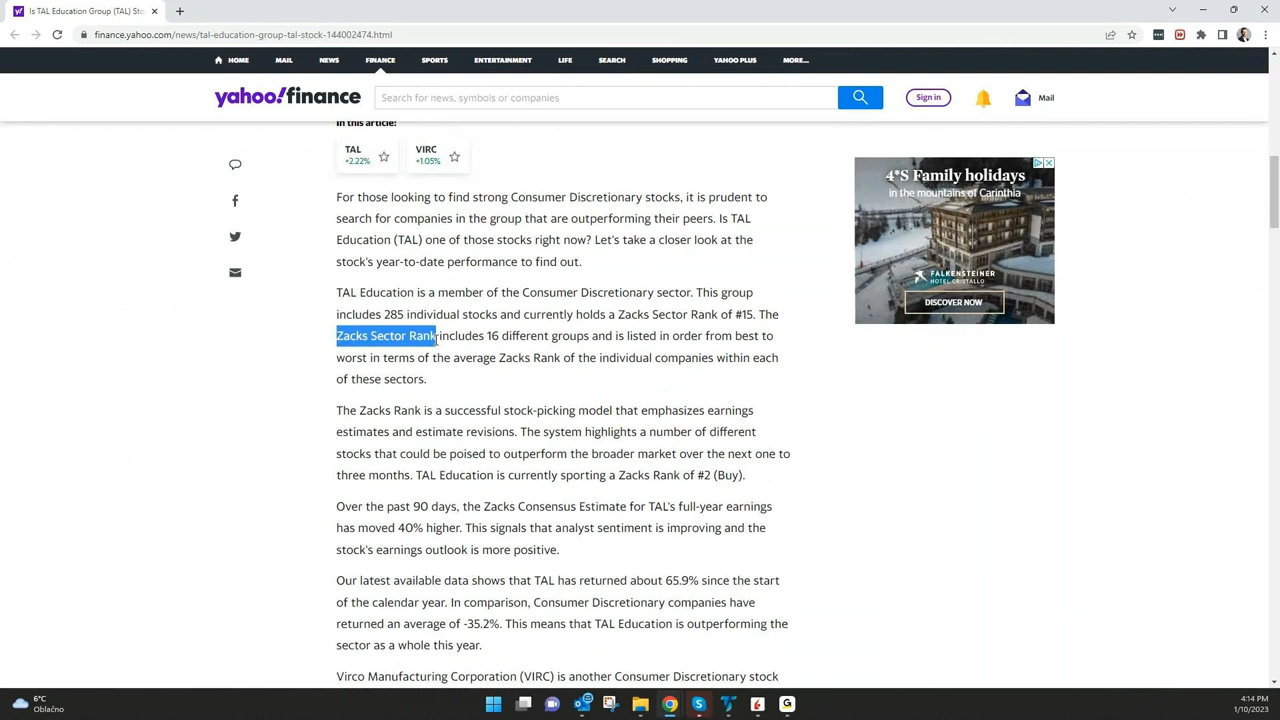 Is TAL Education Group (TAL) Sto
finance.yahoo.com/news/tal-education-group-tal-stock-144002474.html
HOME MAIL NEWS FINANCE SPORTS ENTERTAINMENT LIFE SEARCH SHOPPING YAHOO PLUS MORE...
yahoo!finance
Search for news, symbols or companies
Sign in
Mail
In this article:
TAL
+2.22%
VIRC
+1.05%
For those looking to find strong Consumer Discretionary stocks, it is prudent to
search for companies in the group that are outperforming their peers. Is TAL
Education (TAL) one of those stocks right now? Let's take a closer look at the
stock's year-to-date performance to find out.
TAL Education is a member of the Consumer Discretionary sector. This group
includes 285 individual stocks and currently holds a Zacks Sector Rank of #15. The
Zacks Sector Rank includes 16 different groups and is listed in order from best to
worst in terms of the average Zacks Rank of the individual companies within each
of these sectors.
The Zacks Rank is a successful stock-picking model that emphasizes earnings
estimates and estimate revisions. The system highlights a number of different
stocks that could be poised to outperform the broader market over the next one to
three months. TAL Education is currently sporting a Zacks Rank of #2 (Buy).
Over the past 90 days, the Zacks Consensus Estimate for TAL's full-year earnings
has moved 40% higher. This signals that analyst sentiment is improving and the
stock's earnings outlook is more positive.
Our latest available data shows that TAL has returned about 65.9% since the start
of the calendar year. In comparison, Consumer Discretionary companies have
returned an average of -35.2%. This means that TAL Education is outperforming the
sector as a whole this year.
Virco Manufacturing Corporation (VIRC) is another Consumer Discretionary stock
4*S Family holidays
in the mountains of Carinthia
FALKENSTEINER
HOTEL CRISTALLO
DISCOVER NOW
6°C
Oblačno
4:14 PM
1/10/2023